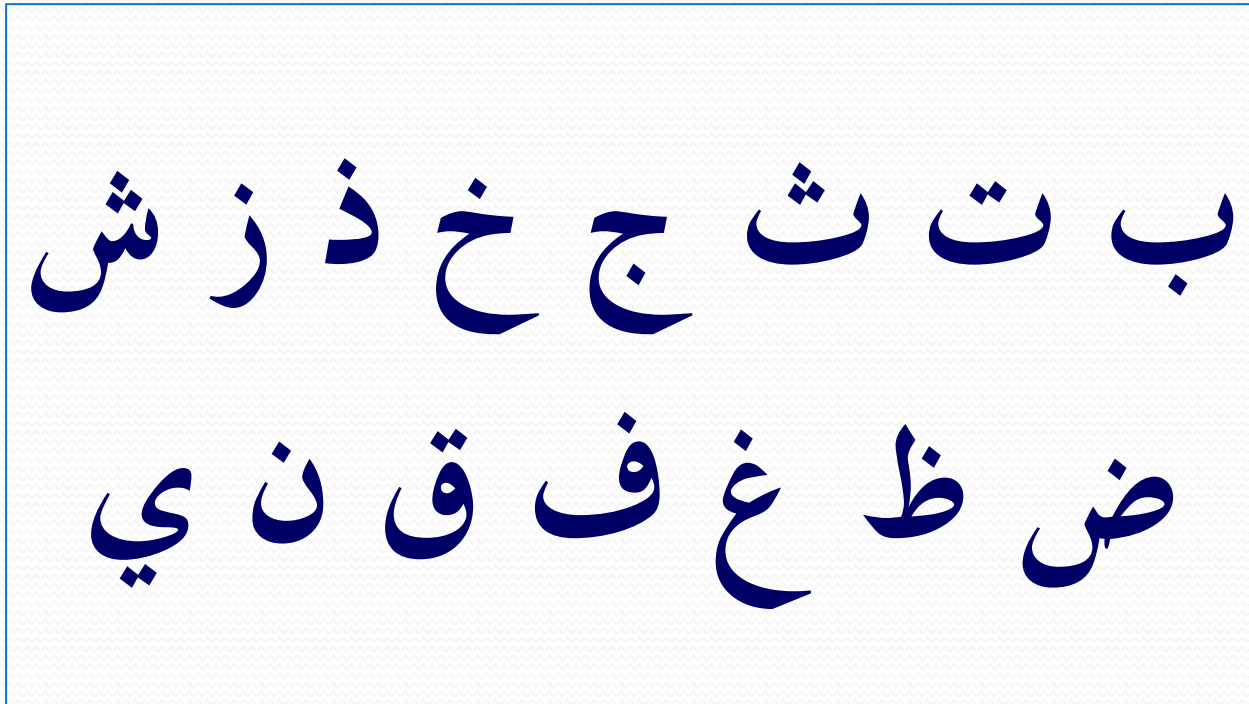 ب ت ث ج خ ذ ز ش
ض ظ غ ف ق ن ي